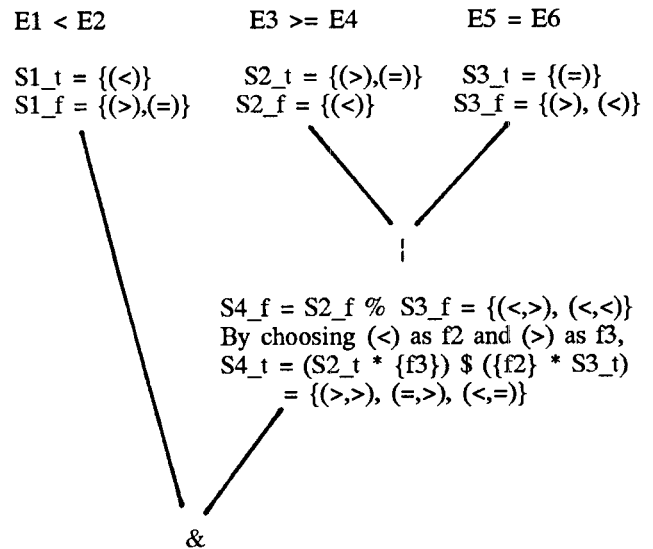 E1 < E2 E3 >= E4 E5 = E6
S1_t = {(<)} S2_t = {(>),(=)} S3_t = {(=)}
S1_f = {(>),(=)} S2_f = {(<)} S3_f = {(>), (<)}
¦
S4_f = S2_f % S3_f = {(<,>), (<,<)}
By choosing (<) as f2 and (>) as f3,
S4_t = (S2_t * {f3}) $ ({f2} * S3_t)
= {(>,>), (=,>), (<,=)}
&